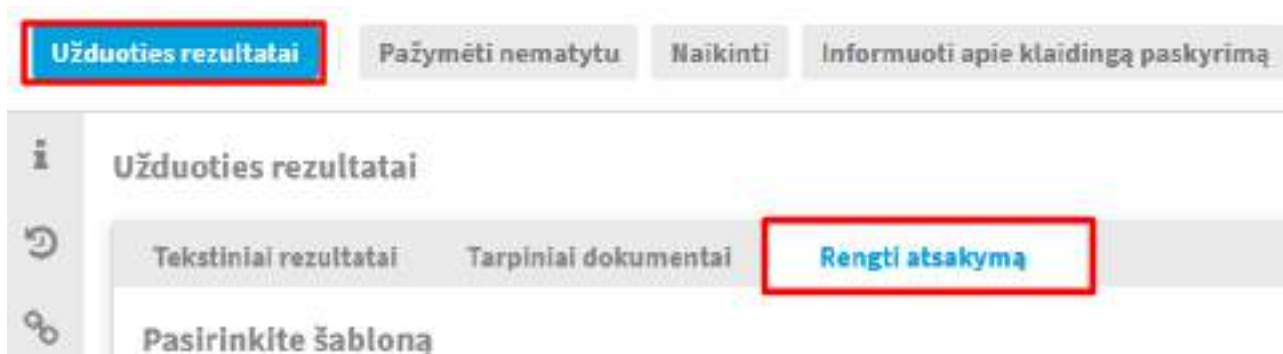 Užduoties rezultatai Pažymėti nematytu Naikinti Informuoti apie klaidingą paskyrimą
Užduoties rezultatai
Tekstiniai rezultatai Tarpiniai dokumentai Rengti atsakymą
Pasirinkite šabloną